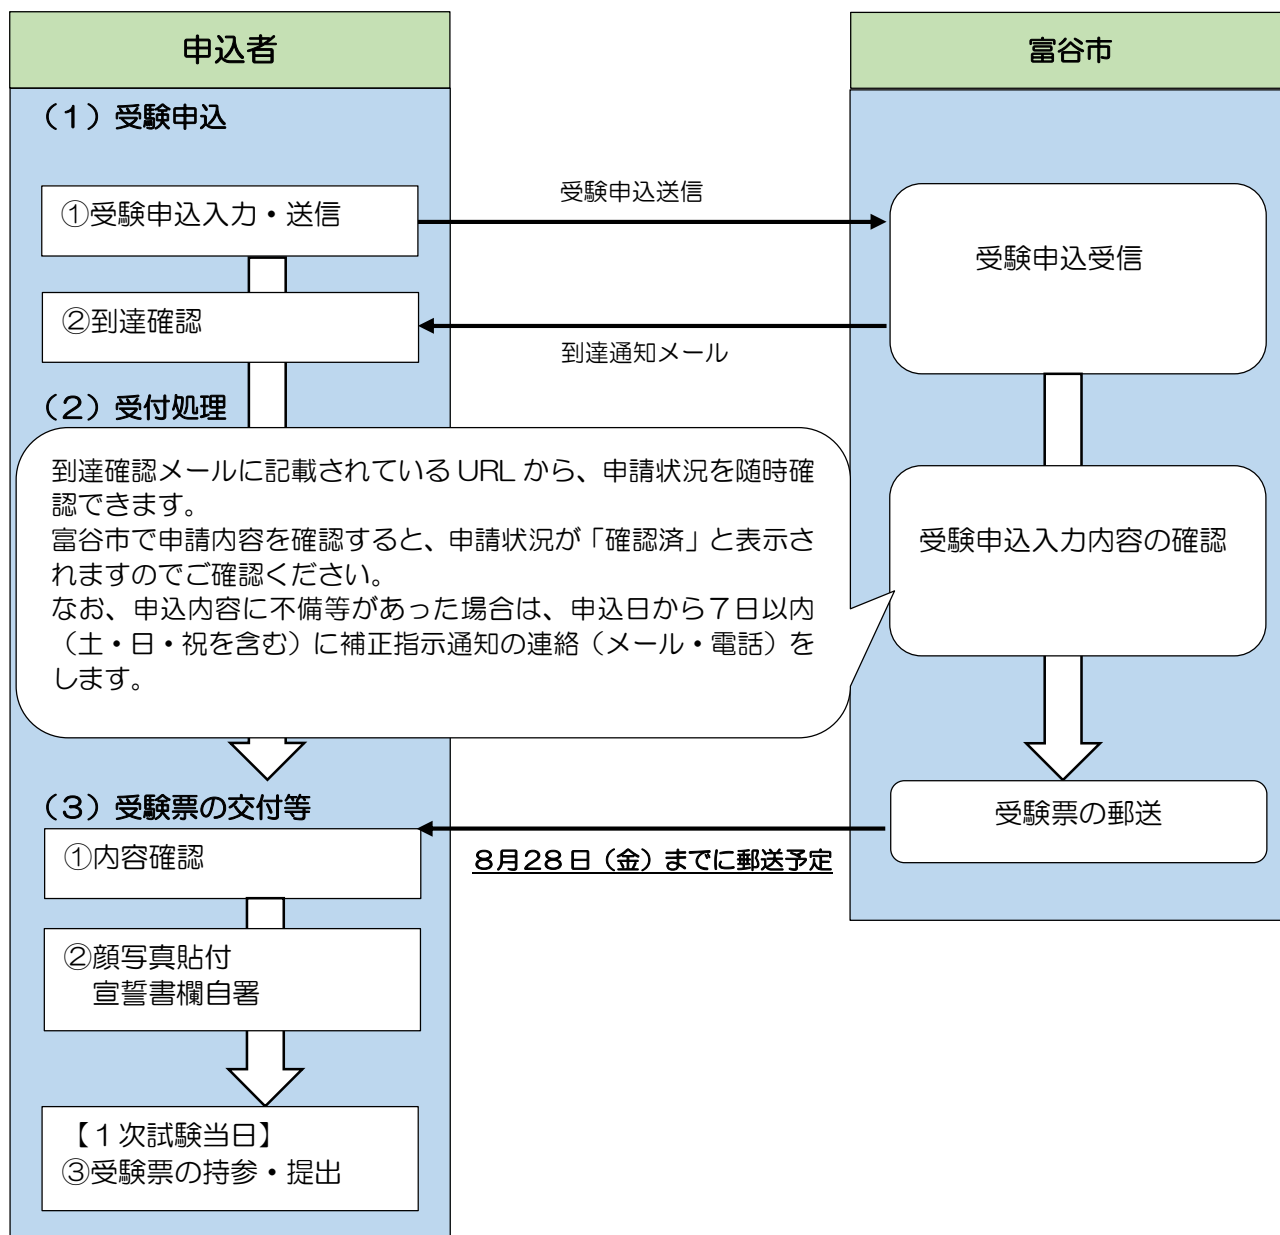 申込者
富谷市
（１）受験申込
①受験申込入力・送信
受験申込送信
受験申込受信
②到達確認
到達通知メール
（２）受付処理
到達確認メールに記載されている URL から、申請状況を随時確
認できます。
富谷市で申請内容を確認すると、申請状況が「確認済」と表示さ
れますのでご確認ください。
なお、申込内容に不備等があった場合は、申込日から７日以内
（土・日・祝を含む）に補正指示通知の連絡（メール・電話）を
します。
受験申込入力内容の確認
（３）受験票の交付等
受験票の郵送
①内容確認
８月２８日（金）までに郵送予定
②顔写真貼付
宣誓書欄自署
【１次試験当日】
③受験票の持参・提出